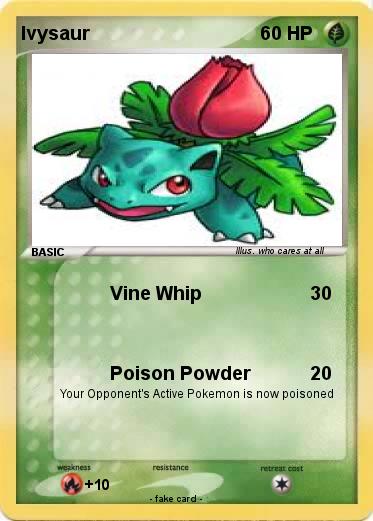 Ivysaur 60 HP
BASIC Illus. who cares at all
Vine Whip 30
Poison Powder 20
Your Opponent's Active Pokemon is now poisoned
weakness resistance retreat cost
+10
- fake card -